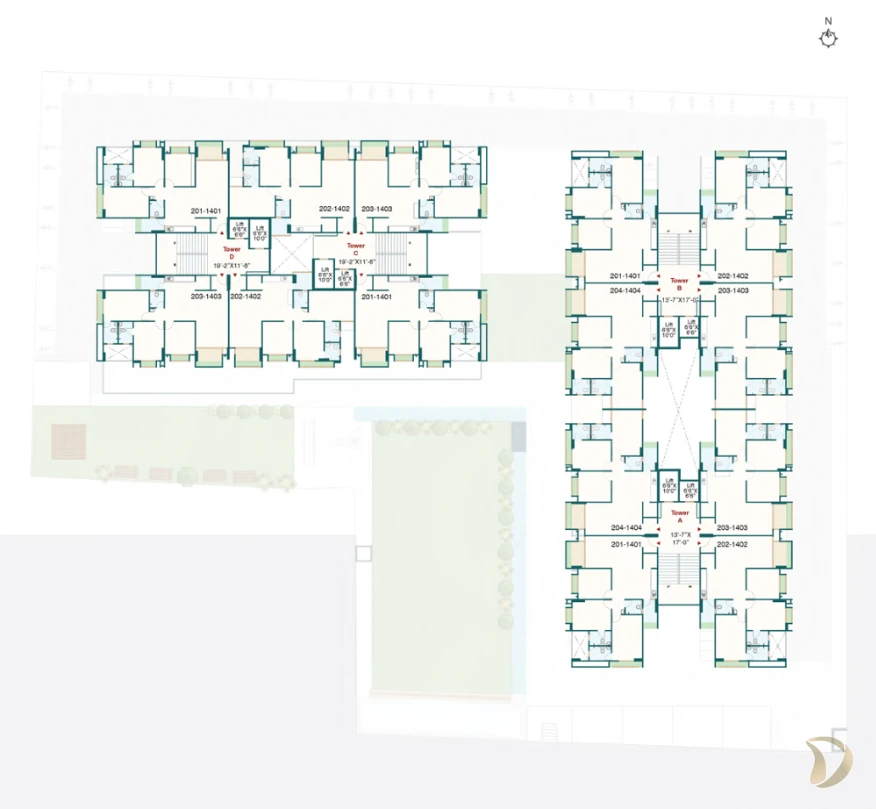 N
201-1401
202-1402
203-1403
Lift
6'6"X
6'6"
Lift
6'6"X
10'0"
Tower
D
19'-2"X11'-6"
Tower
C
19'-2"X11'-6"
Lift
6'6"X
10'0"
Lift
6'6"X
6'6"
203-1403
202-1402
201-1401
201-1401
202-1402
Tower
B
204-1404
203-1403
13'-7"X17'-0"
Lift
6'6"X
10'0"
Lift
6'6"X
6'6"
Lift
6'6"X
10'0"
Lift
6'6"X
6'6"
Tower
A
204-1404
203-1403
13'-7"X
17'-0"
201-1401
202-1402